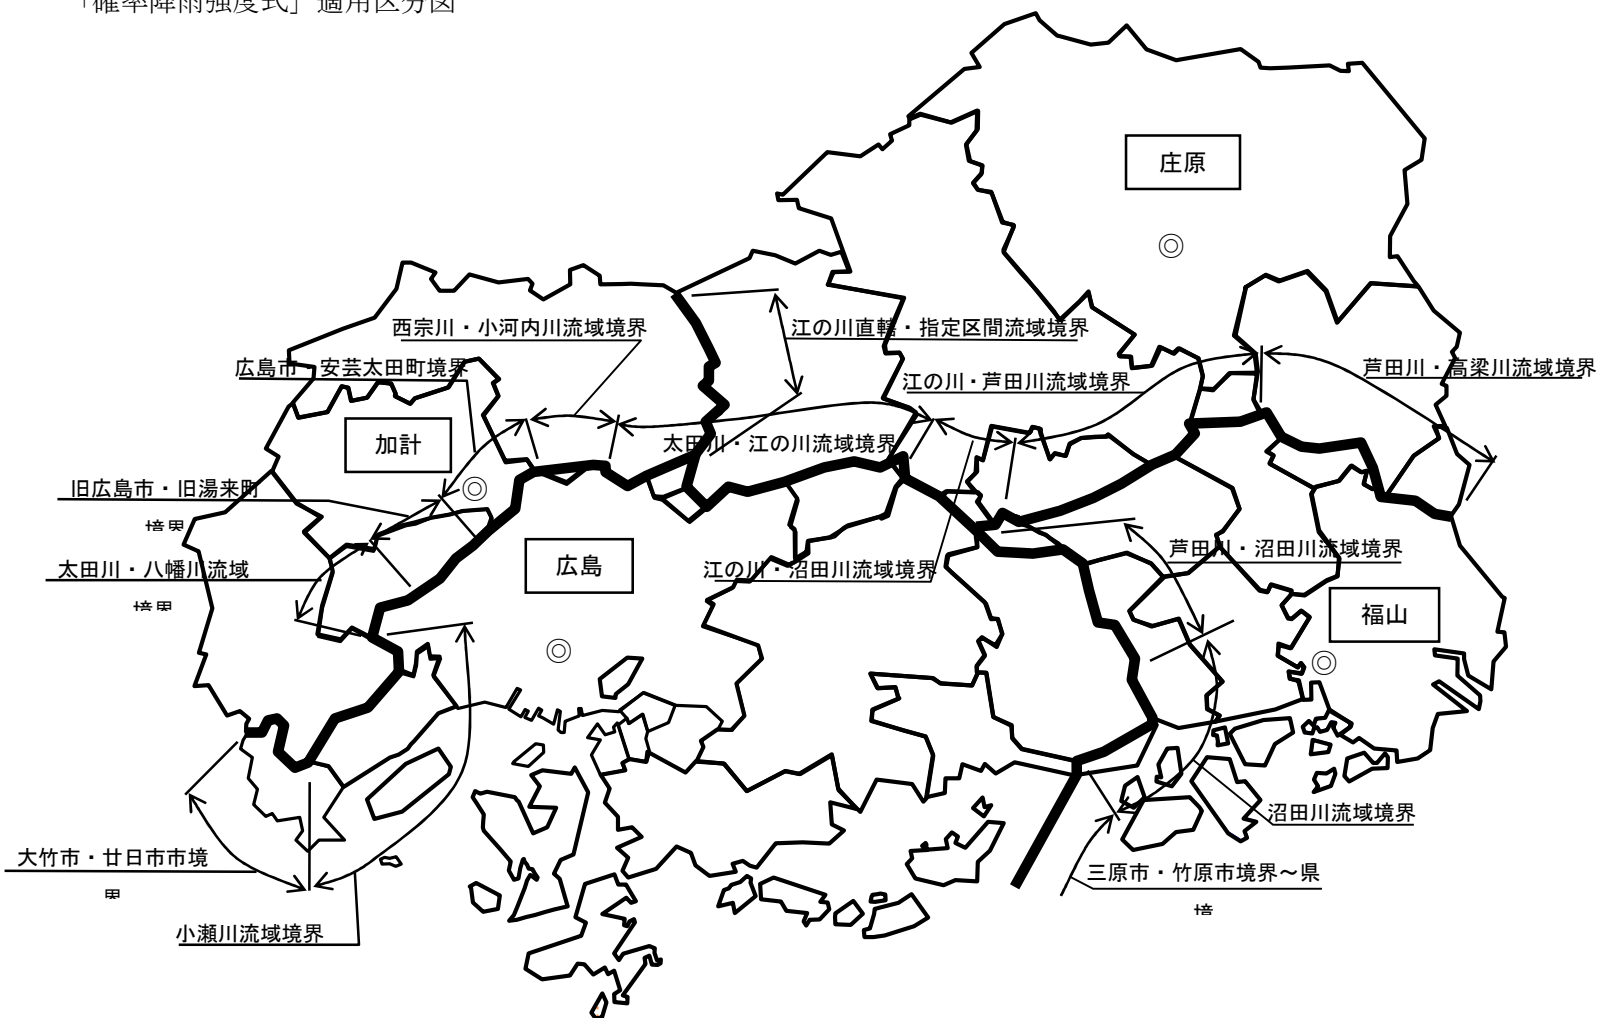 「確率降雨強度式」適用区分図
庄原
西宗川・小河内川流域境界
江の川直轄・指定区間流域境界
広島市・安芸太田町境界
江の川・芦田川流域境界
芦田川・高梁川流域境界
加計
太田川・江の川流域境界
旧広島市・旧湯来町
境界
太田川・八幡川流域
境界
広島
江の川・沼田川流域境界
芦田川・沼田川流域境界
福山
沼田川流域境界
大竹市・廿日市市境
界
三原市・竹原市境界～県
境
小瀬川流域境界